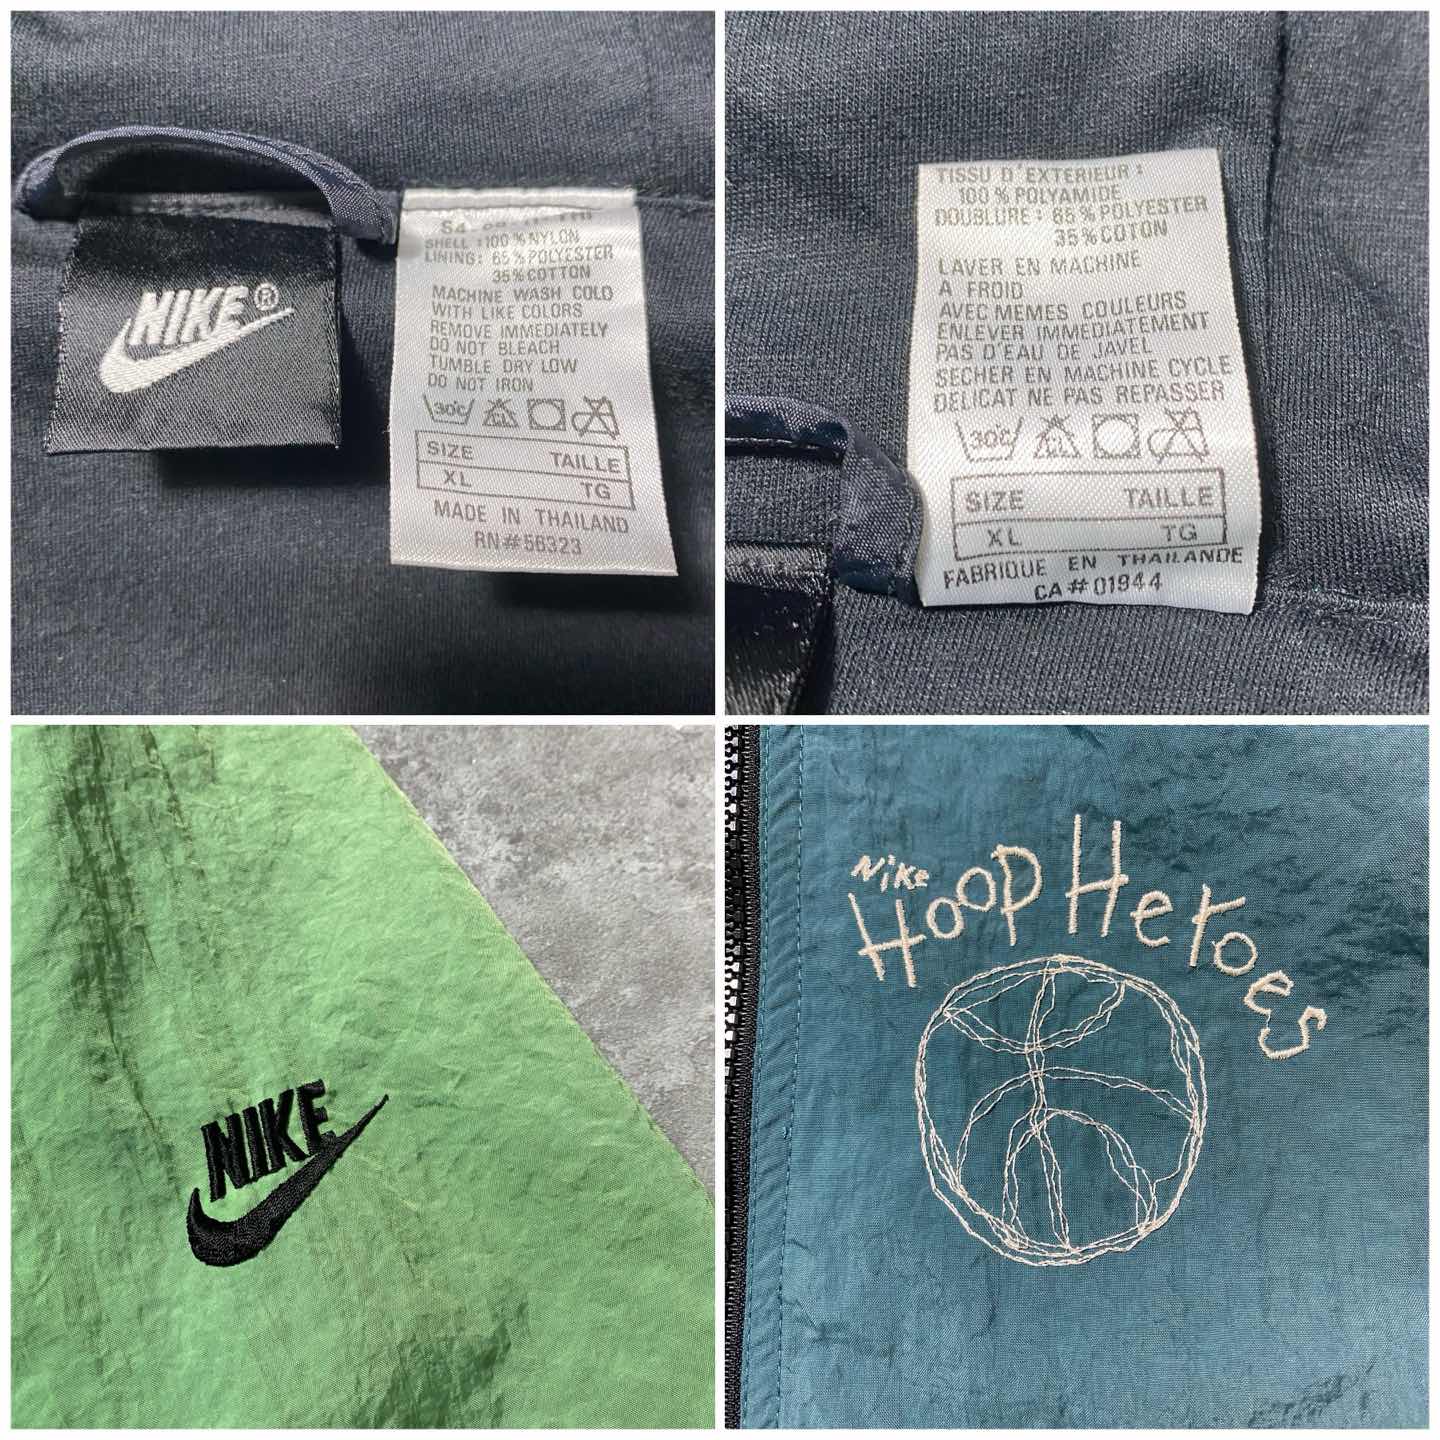 NIKE®
SHELL : 100 % NYLON
LINING: 65 % POLYESTER
35 % COTTON
MACHINE WASH COLD
WITH LIKE COLORS
REMOVE IMMEDIATELY
DO NOT BLEACH
TUMBLE DRY LOW
DO NOT IRON
30°C CL
SIZE TAILLE
XL TG
MADE IN THAILAND
RN#56323
TISSU D'EXTERIEUR :
100 % POLYAMIDE
DOUBLURE : 65 % POLYESTER
35 % COTON
LAVER EN MACHINE
A FROID
AVEC MEMES COULEURS
ENLEVER IMMEDIATEMENT
PAS D'EAU DE JAVEL
SECHER EN MACHINE CYCLE
DELICAT NE PAS REPASSER
30°C CL
SIZE TAILLE
XL TG
FABRIQUE EN THAILANDE
CA#01944
NIKE
NiKe
HOOP HeroeS